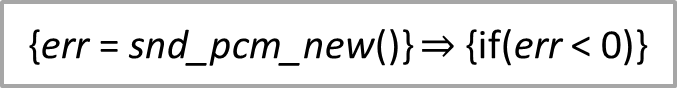 {err = snd_pcm_new()} ⇒ {if(err < 0)}